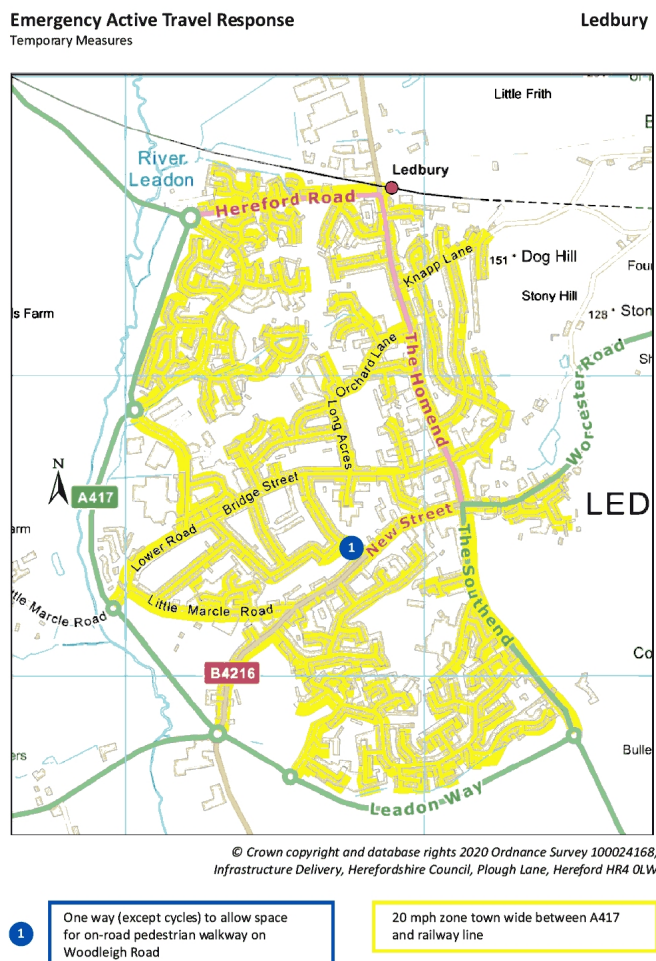 Emergency Active Travel Response
Ledbury
Temporary Measures
Little Frith
River
Leadon
Ledbury
Hereford Road
Knapp Lane
151
Dog Hill
Stony Hill
128
ls Farm
Orchard Lane
The Homend
Worcester Road
Long Acres
N
A417
Bridge Street
LED
New Street
1
Lower Road
The Southend
Little Marcle Road
ttle Marcle Road
B4216
Co
ers
Bulle
Leadon Way
© Crown copyright and database rights 2020 Ordnance Survey 100024168,
Infrastructure Delivery, Herefordshire Council, Plough Lane, Hereford HR4 0LW
1
One way (except cycles) to allow space
for on-road pedestrian walkway on
Woodleigh Road
20 mph zone town wide between A417
and railway line